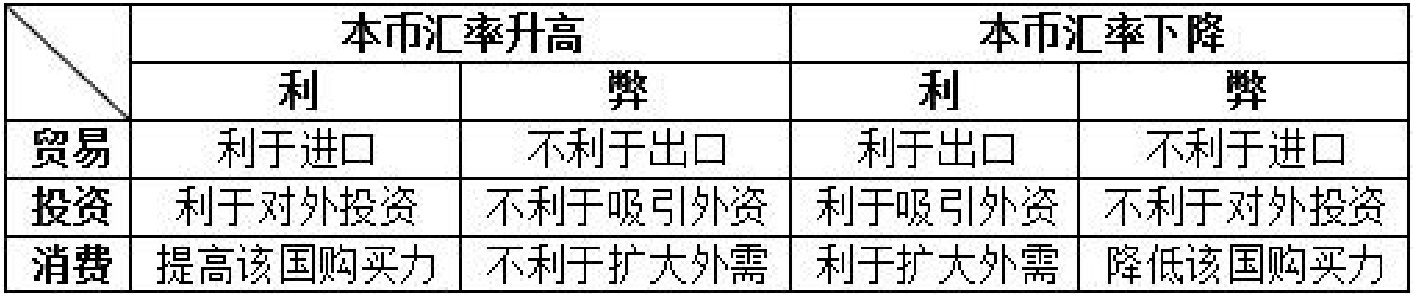 本币汇率升高 本币汇率下降
利 弊 利 弊
贸易 利于进口 不利于出口 利于出口 不利于进口
投资 利于对外投资 不利于吸引外资 利于吸引外资 不利于对外投资
消费 提高该国购买力 不利于扩大外需 利于扩大外需 降低该国购买力